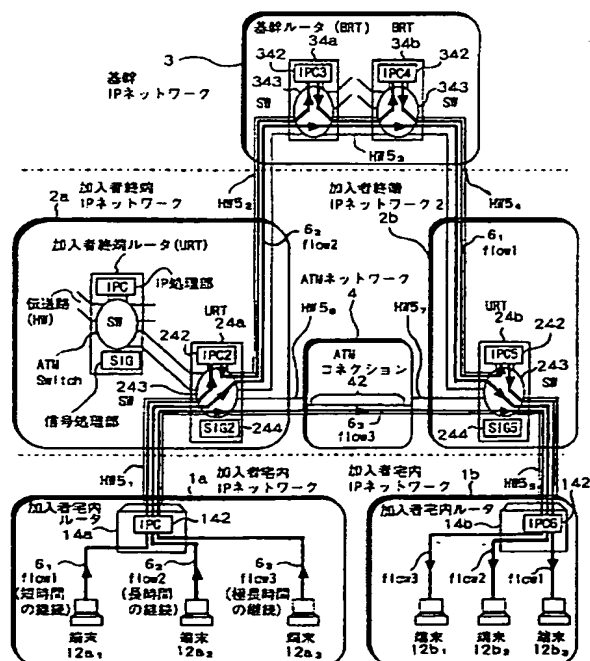 基幹ルータ(BRT)
BRT
34a
34b
3
342
IPC3
IPC4
342
343
343
基幹
IPネットワーク
SW
SW
HW5₃
HW5₂
HW5₄
2a
加入者終端
IPネットワーク
加入者終端
IPネットワーク2
2b
6₂
flow2
6₁
flow1
加入者終端ルータ(URT)
IPC
IP処理部
伝送路
(HW)
SW
ATM
Switch
SIG
信号処理部
ATMネットワーク
4
HW5₆
HW5₇
URT
24a
242
IPC2
243
SW
SIG2
244
ATM
コネクション
42
6₃
flow3
URT
24b
IPC5
242
243
SW
244
SIG5
HW5₁
1a
加入者宅内
IPネットワーク
加入者宅内
IPネットワーク
1b
HW5₅
加入者宅内
ルータ
14a
IPC
142
加入者宅内ルータ
14b
IPC6
142
6₁
flow1
(短時間
の継続)
6₂
flow2
(長時間
の継続)
6₃
flow3
(極長時間
の継続)
flow3
flow2
flow1
端末
12a₁
端末
12a₂
端末
12a₃
端末
12b₁
端末
12b₂
端末
12b₃